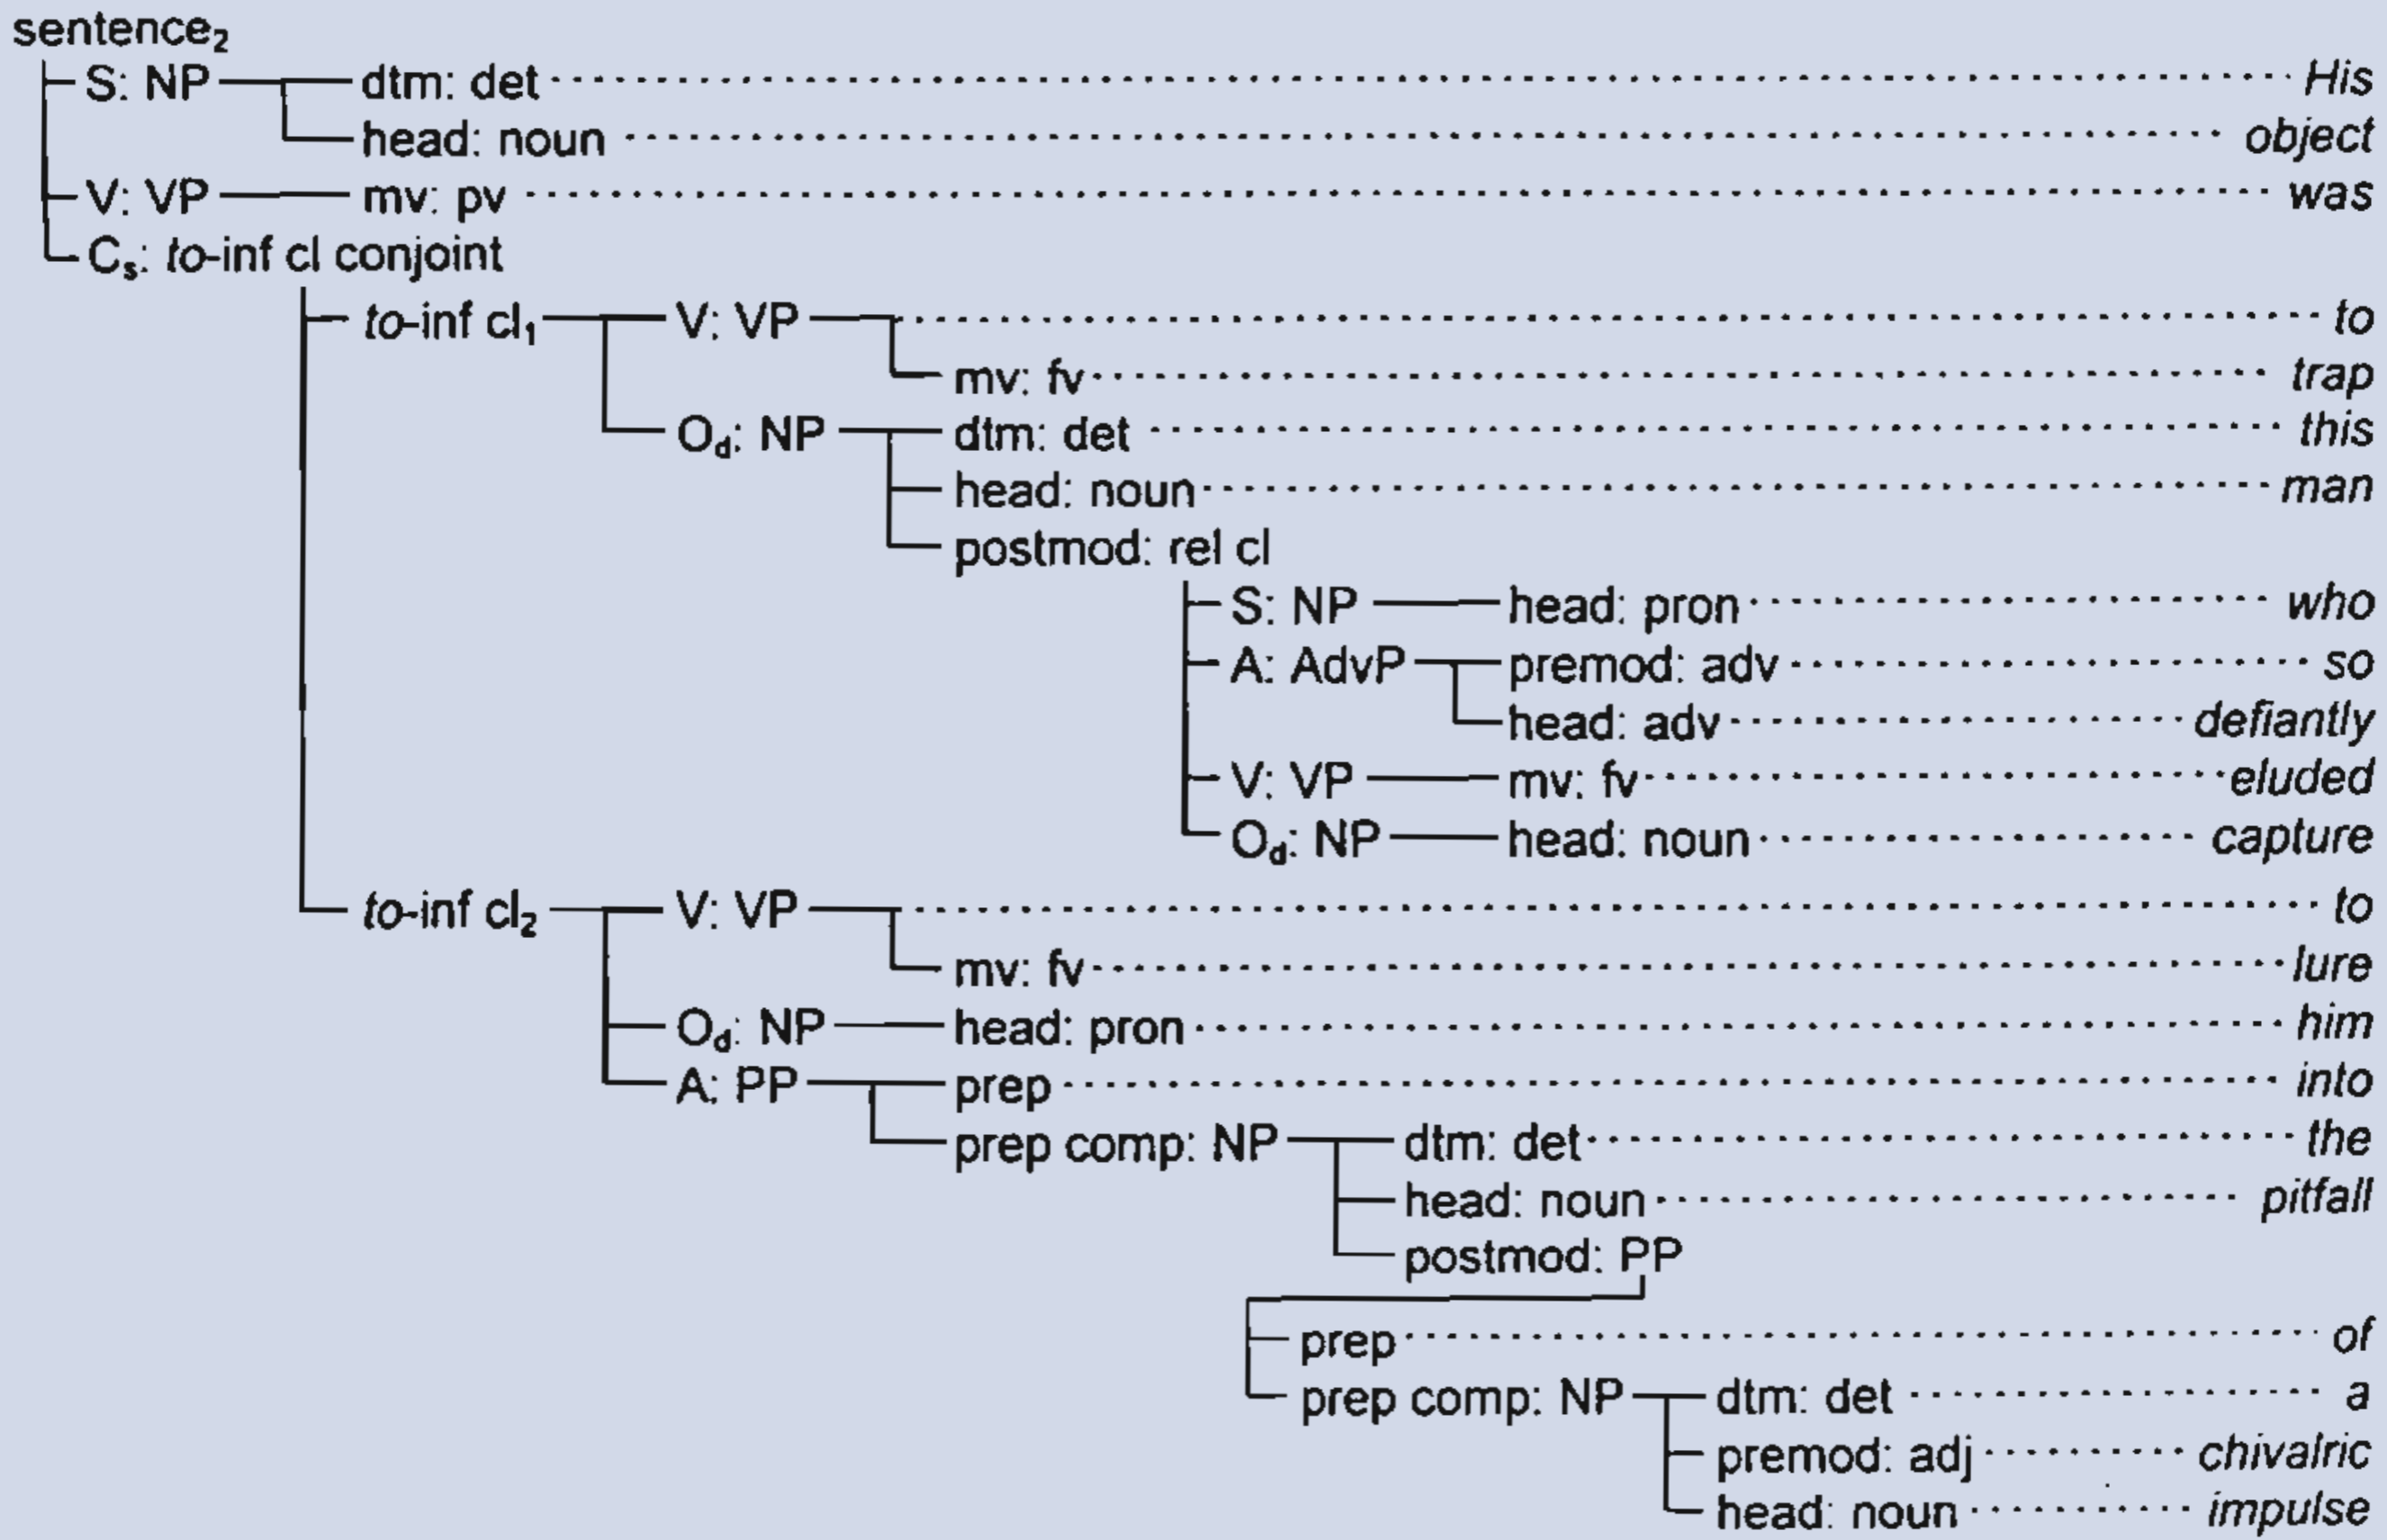 sentence₂
S: NP dtm: det His
head: noun object
V: VP mv: pv was
Cₛ: to-inf cl conjoint
to-inf cl₁ V: VP to
mv: fv trap
O_d: NP dtm: det this
head: noun man
postmod: rel cl
S: NP head: pron who
A: AdvP premod: adv so
head: adv defiantly
V: VP mv: fv eluded
O_d: NP head: noun capture
to-inf cl₂ V: VP to
mv: fv lure
O_d: NP head: pron him
A: PP prep into
prep comp: NP dtm: det the
head: noun pitfall
postmod: PP
prep of
prep comp: NP dtm: det a
premod: adj chivalric
head: noun impulse